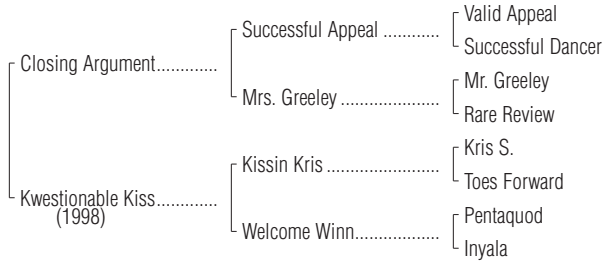 Valid Appeal
Successful Appeal ............
Successful Dancer
Closing Argument.............
Mr. Greeley
Mrs. Greeley .....................
Rare Review
Kris S.
Kissin Kris ........................
Toes Forward
Kwestionable Kiss.............
(1998)
Pentaquod
Welcome Winn..................
Inyala